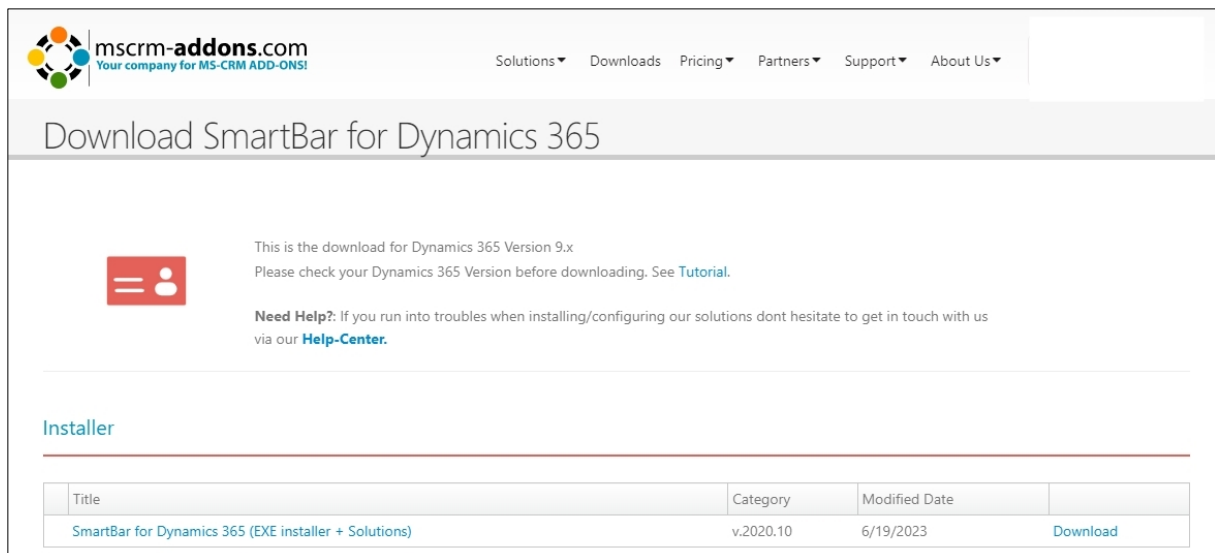 mscrm-addons.com
Your company for MS-CRM ADD-ONS!
Solutions Downloads Pricing Partners Support About Us
Download SmartBar for Dynamics 365
This is the download for Dynamics 365 Version 9.x
Please check your Dynamics 365 Version before downloading. See Tutorial.
Need Help?: If you run into troubles when installing/configuring our solutions dont hesitate to get in touch with us
via our Help-Center.
Installer
Title Category Modified Date
SmartBar for Dynamics 365 (EXE installer + Solutions) v.2020.10 6/19/2023 Download